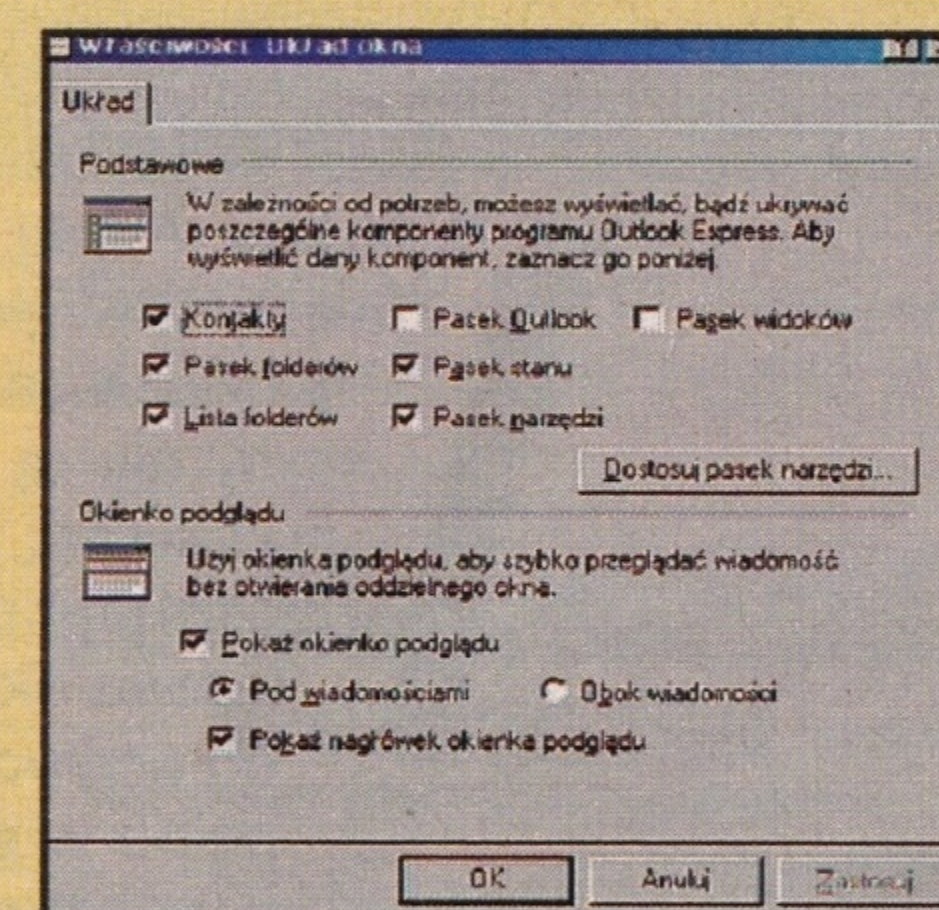 Właściwości: Układ okna
Układ
Podstawowe
W zależności od potrzeb, możesz wyświetlać, bądź ukrywać
poszczególne komponenty programu Outlook Express. Aby
wyświetlić dany komponent, zaznacz go poniżej.
Kontakty Pasek Outlook Pasek widoków
Pasek folderów Pasek stanu
Lista folderów Pasek narzędzi
Dostosuj pasek narzędzi...
Okienko podglądu
Użyj okienka podglądu, aby szybko przeglądać wiadomość
bez otwierania oddzielnego okna.
Pokaż okienko podglądu
Pod wiadomościami Obok wiadomości
Pokaż nagłówek okienka podglądu
OK Anuluj Zastosuj